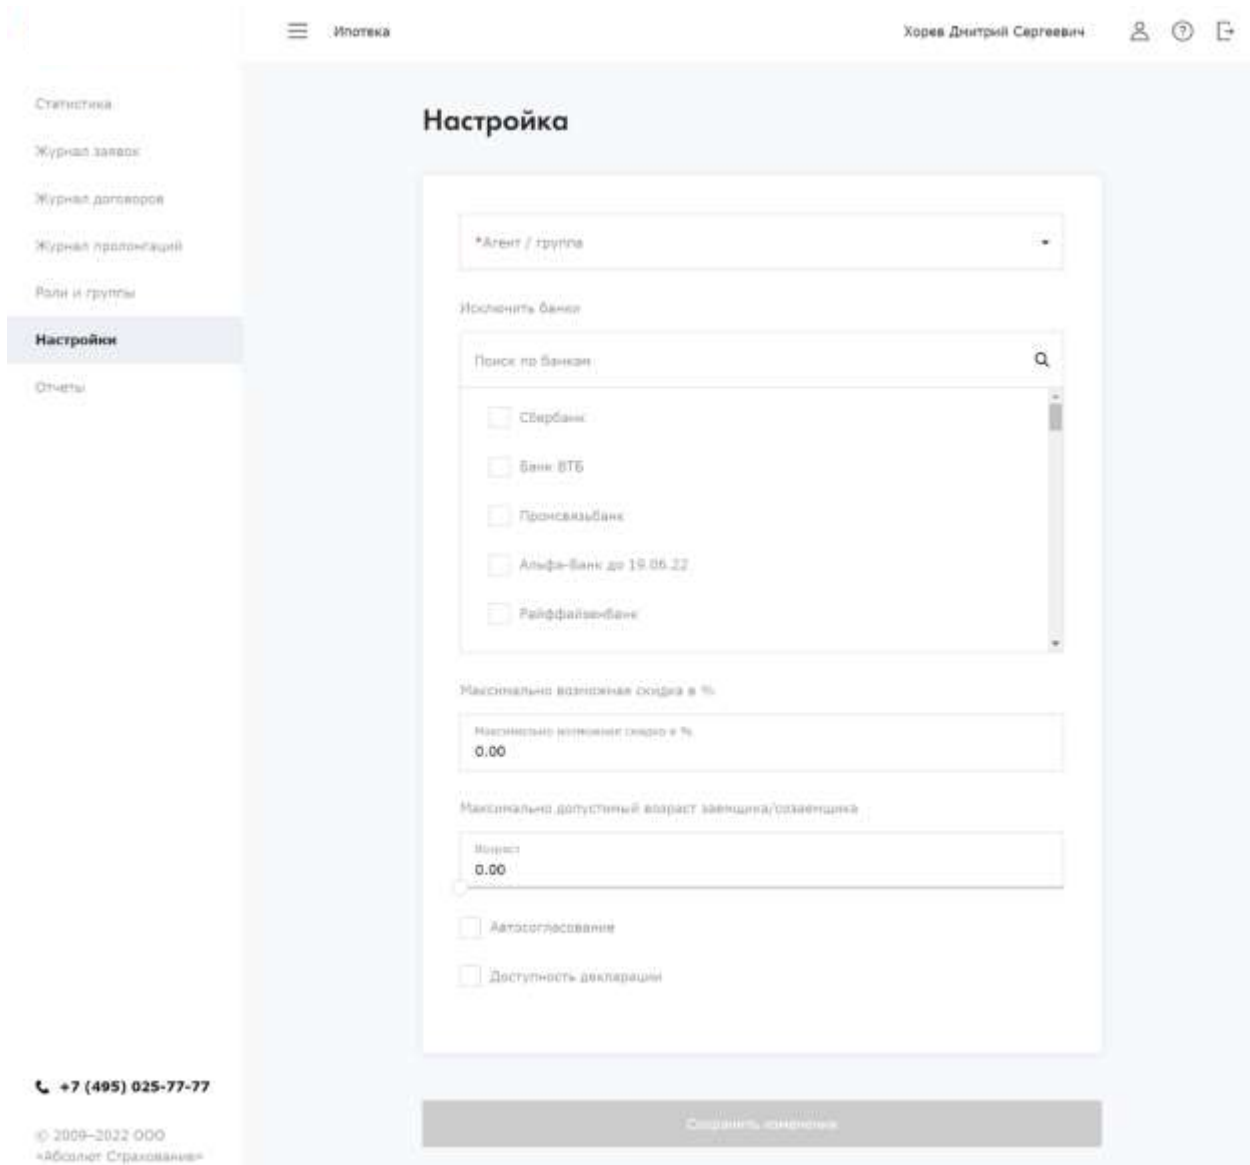 Ипотека
Хорев Дмитрий Сергеевич
Статистика
Журнал заявок
Журнал договоров
Журнал пролонгаций
Роли и группы
Настройки
Отчеты
Настройка
*Агент / группа
Исключить банки
Поиск по банкам
Сбербанк
Банк ВТБ
Промсвязьбанк
Альфа-Банк до 19.06.22
Райффайзенбанк
Максимально возможная скидка в %
Максимально возможная скидка в %
0.00
Максимально допустимый возраст заемщика/созаемщика
Возраст
0.00
Автосогласование
Доступность декларации
Сохранить изменения
+7 (495) 025-77-77
© 2009–2022 ООО
«Абсолют Страхование»